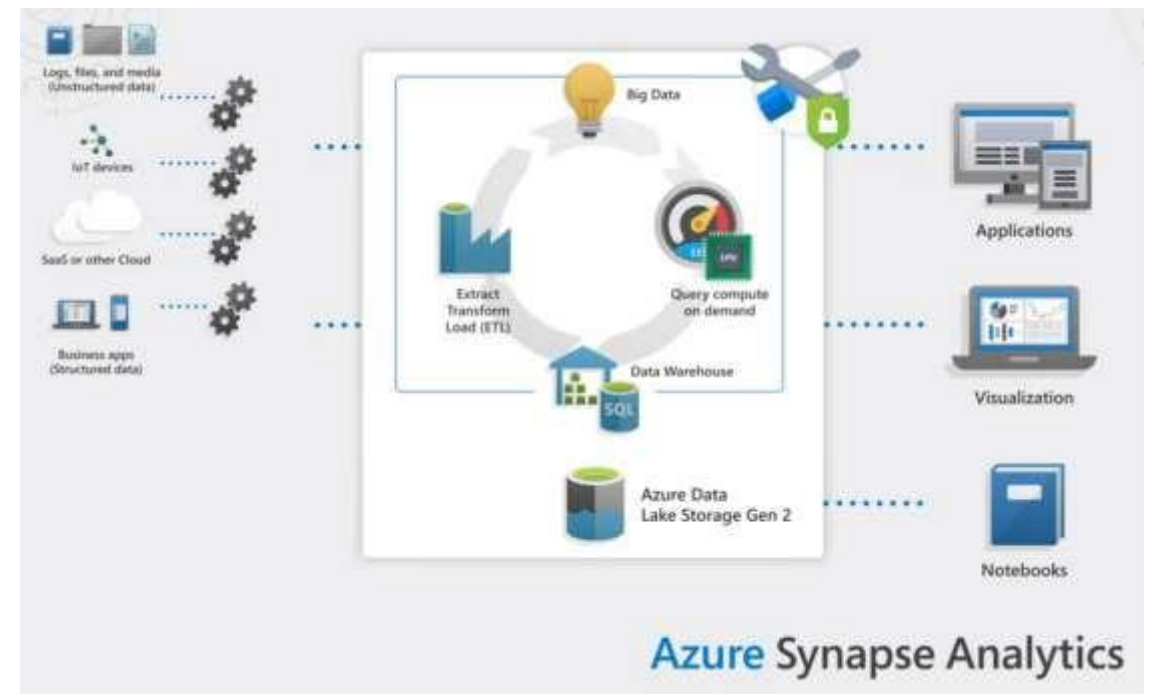 Logs, files, and media
(Unstructured data)
IoT devices
SaaS or other Cloud
Business apps
(Structured data)
Big Data
Extract
Transform
Load (ETL)
Query compute
on demand
CPU
Data Warehouse
SQL
Azure Data
Lake Storage Gen 2
Applications
Visualization
Notebooks
Azure Synapse Analytics